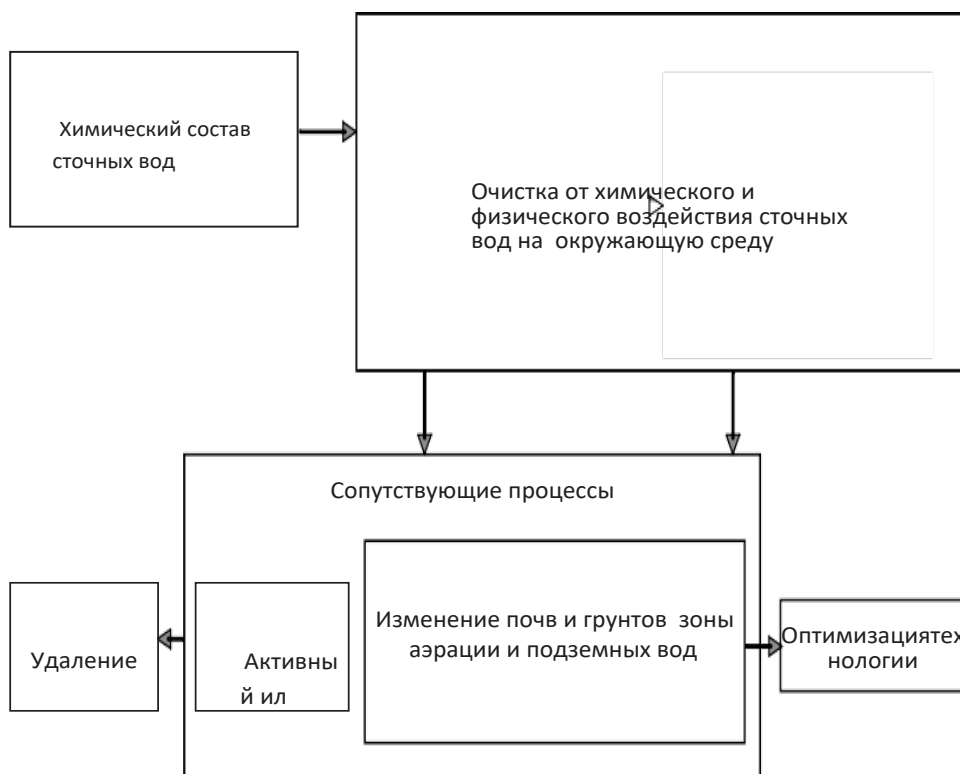 Химический состав
сточных вод
Очистка от химического и
физического воздействия сточных
вод на окружающую среду
Сопутствующие процессы
Удаление
Активны
й ил
Изменение почв и грунтов зоны
аэрации и подземных вод
Оптимизациятех
нологии